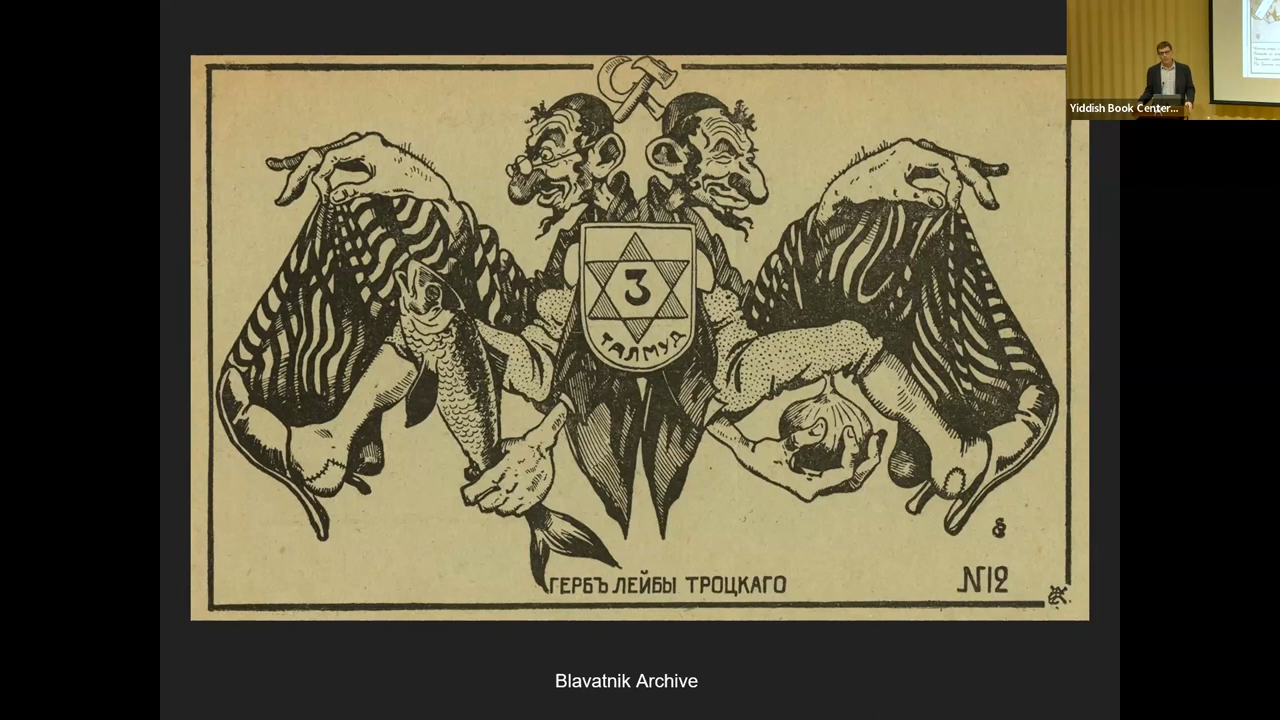 3
ТАЛМУД
ГЕРБЪ ЛЕЙБЫ ТРОЦКАГО
№12
Blavatnik Archive
Yiddish Book Center...